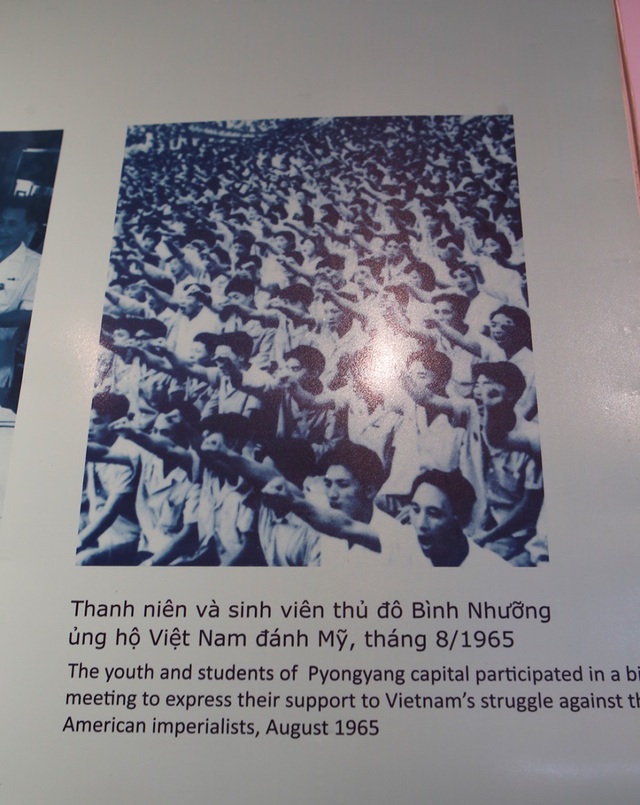 Thanh niên và sinh viên thủ đô Bình Nhưỡng
ủng hộ Việt Nam đánh Mỹ, tháng 8/1965
The youth and students of Pyongyang capital participated in a
meeting to express their support to Vietnam's struggle against
American imperialists, August 1965